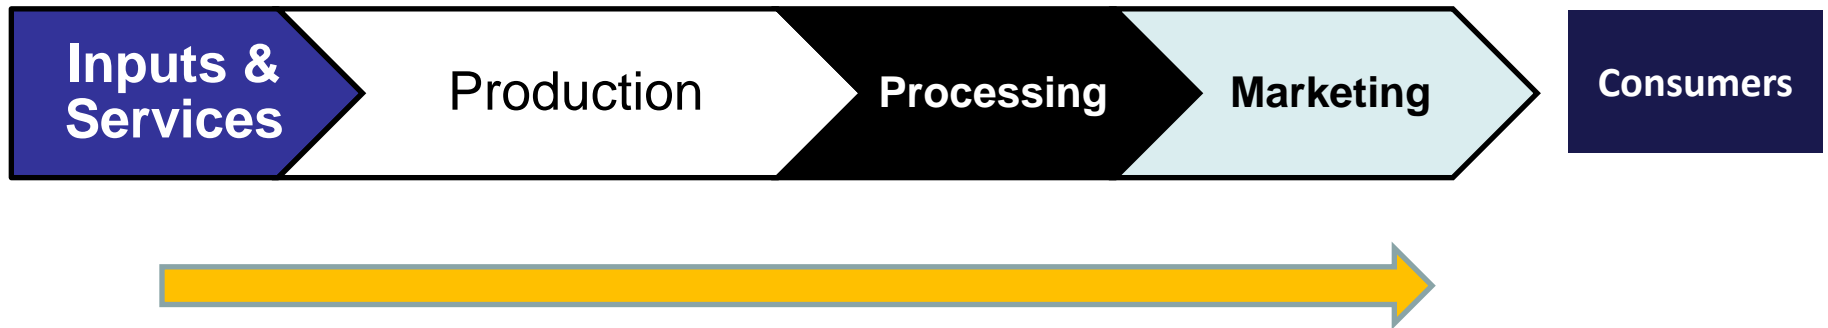 Inputs &
Services
Production
Processing
Marketing
Consumers